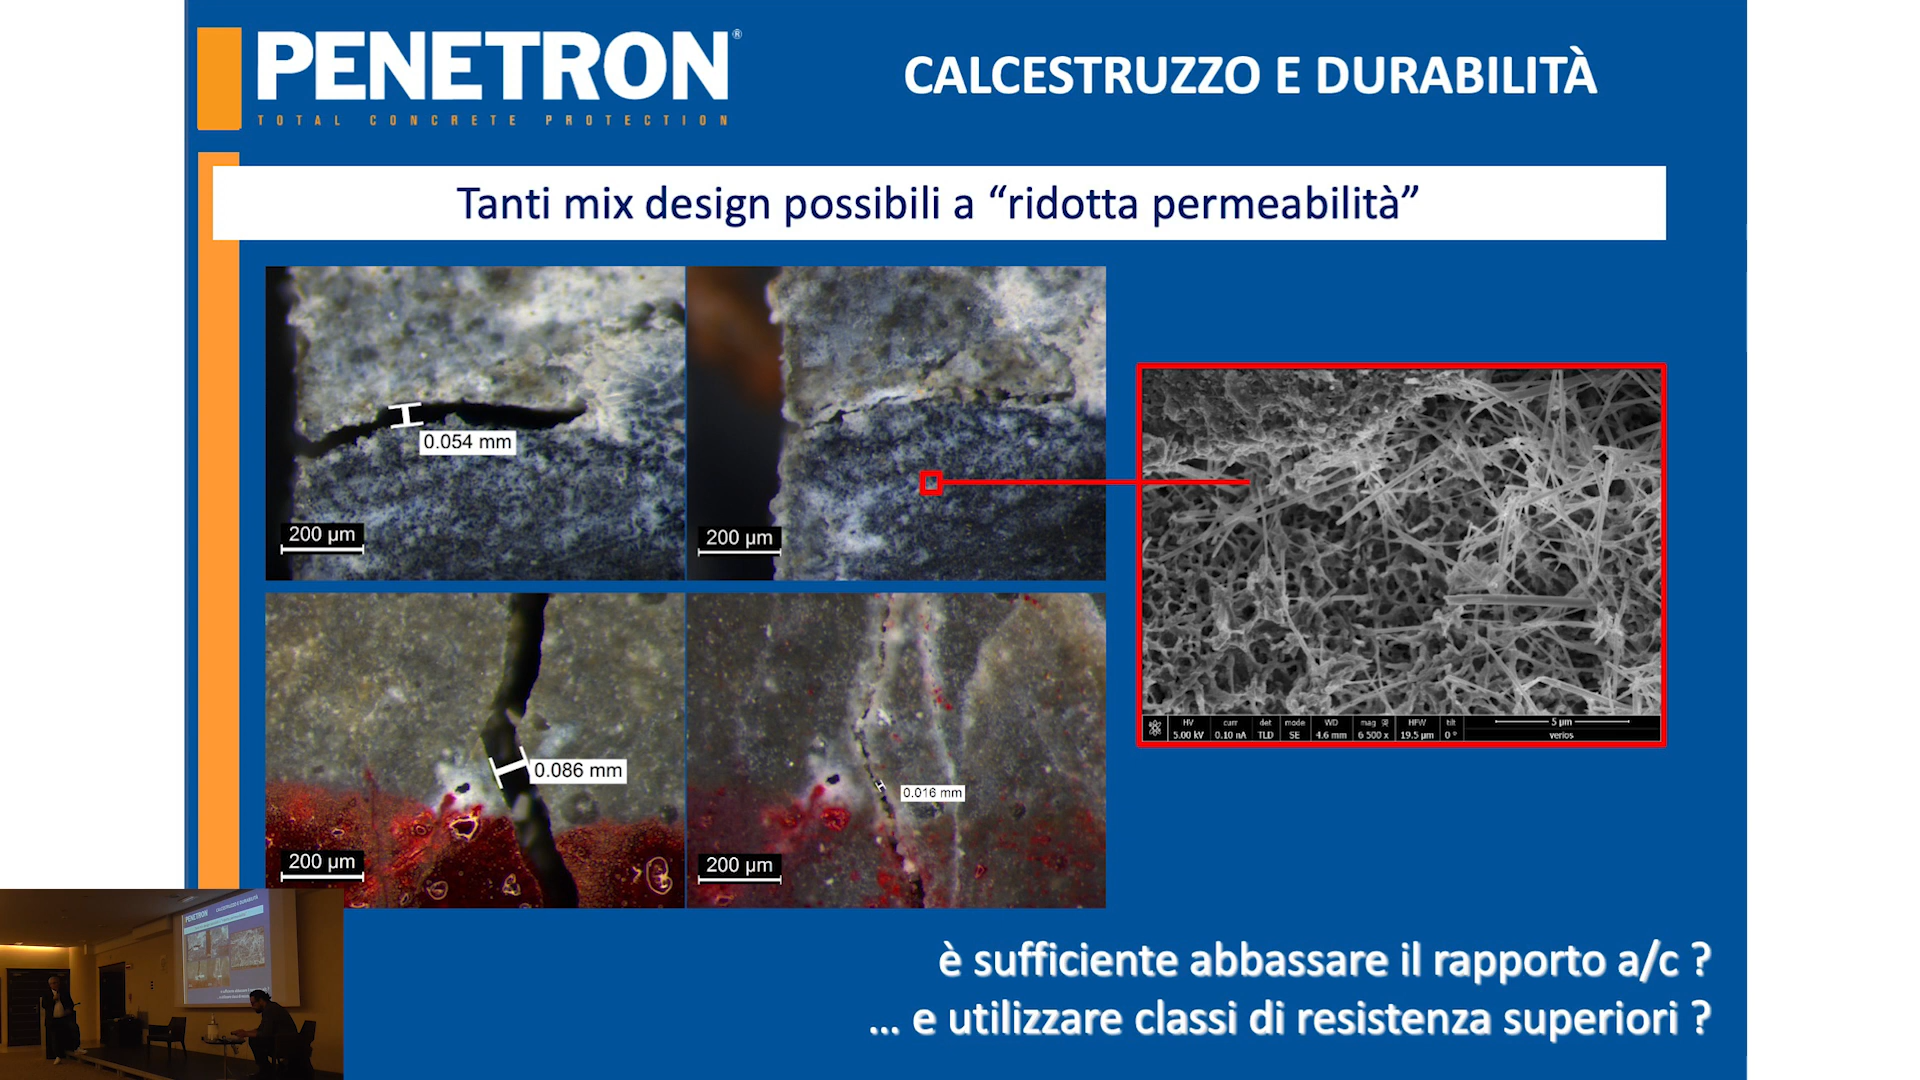 PENETRON®
TOTAL CONCRETE PROTECTION
CALCESTRUZZO E DURABILITÀ
Tanti mix design possibili a “ridotta permeabilità”
0.054 mm
200 µm
200 µm
0.086 mm
200 µm
0.016 mm
200 µm
HV curr det mode WD mag HFW tilt 5 µm
5.00 kV 0.10 nA TLD SE 4.6 mm 6 500 x 19.5 µm 0 ° verios
è sufficiente abbassare il rapporto a/c ?
... e utilizzare classi di resistenza superiori ?
PENETRON
CALCESTRUZZO E DURABILITÀ